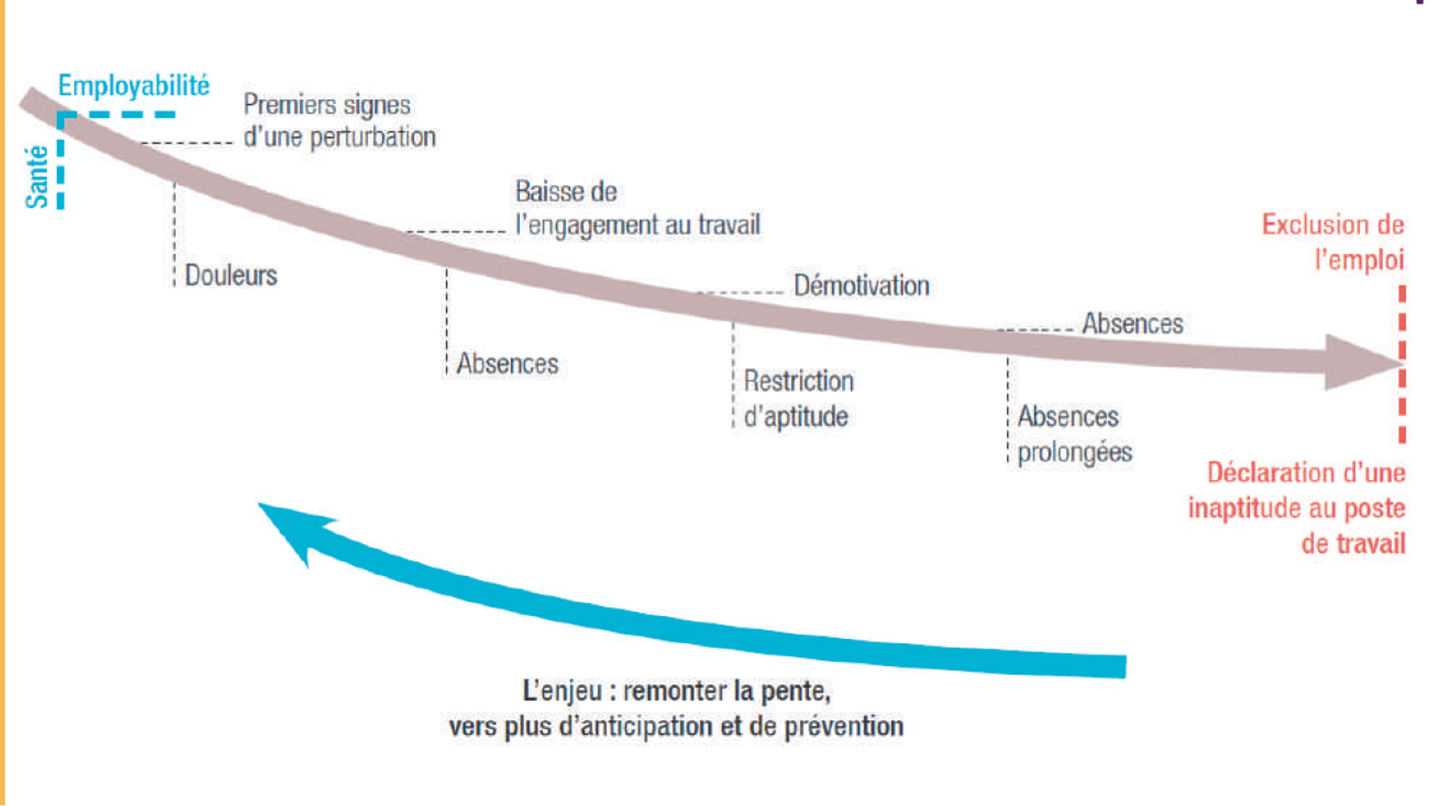 Employabilité
Santé
Premiers signes
d'une perturbation
Douleurs
Baisse de
l'engagement au travail
Absences
Démotivation
Restriction
d'aptitude
Absences
Absences
prolongées
Exclusion de
l'emploi
Déclaration d'une
inaptitude au poste
de travail
L'enjeu : remonter la pente,
vers plus d'anticipation et de prévention